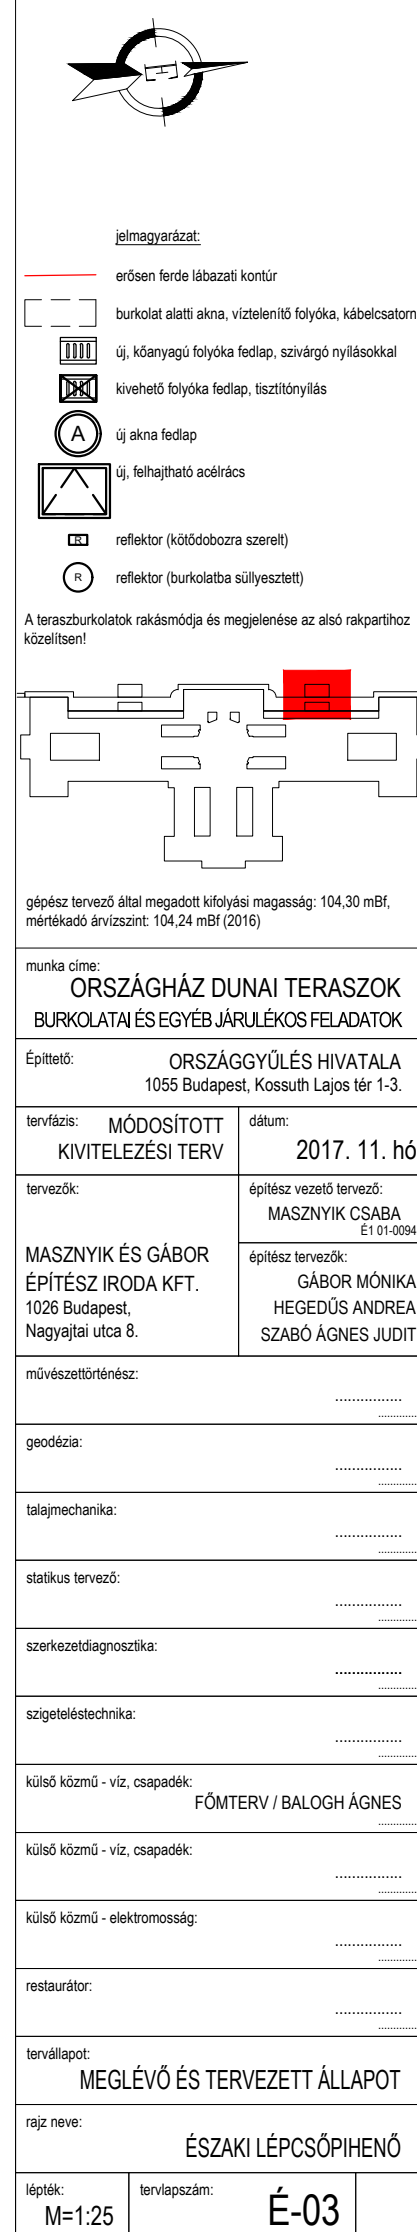 jelmagyarázat:
erősen ferde lábazati kontúr
burkolat alatti akna, víztelenítő folyóka, kábelcsatorn
új, kőanyagú folyóka fedlap, szivárgó nyílásokkal
kivehető folyóka fedlap, tisztítónyílás
A
új akna fedlap
új, felhajtható acélrács
R
reflektor (kötődobozra szerelt)
R
reflektor (burkolatba süllyesztett)
A teraszburkolatok rakásmódja és megjelenése az alsó rakpartihoz
közelítsen!
gépész tervező által megadott kifolyási magasság: 104,30 mBf,
mértékadó árvízszint: 104,24 mBf (2016)
munka címe:
ORSZÁGHÁZ DUNAI TERASZOK
BURKOLATAI ÉS EGYÉB JÁRULÉKOS FELADATOK
Építtető:
ORSZÁGGYŰLÉS HIVATALA
1055 Budapest, Kossuth Lajos tér 1-3.
tervfázis:
MÓDOSÍTOTT
KIVITELEZÉSI TERV
dátum:
2017. 11. hó
tervezők:
MASZNYIK ÉS GÁBOR
ÉPÍTÉSZ IRODA KFT.
1026 Budapest,
Nagyajtai utca 8.
építész vezető tervező:
MASZNYIK CSABA
É1 01-0094
építész tervezők:
GÁBOR MÓNIKA
HEGEDŰS ANDREA
SZABÓ ÁGNES JUDIT
művészettörténész:
................
.............
geodézia:
................
.............
talajmechanika:
................
.............
statikus tervező:
................
.............
szerkezetdiagnosztika:
................
.............
szigeteléstechnika:
................
.............
külső közmű - víz, csapadék:
FŐMTERV / BALOGH ÁGNES
.............
külső közmű - víz, csapadék:
................
.............
külső közmű - elektromosság:
................
.............
restaurátor:
................
.............
tervállapot:
MEGLÉVŐ ÉS TERVEZETT ÁLLAPOT
rajz neve:
ÉSZAKI LÉPCSŐPIHENŐ
lépték:
M=1:25
tervlapszám:
É-03